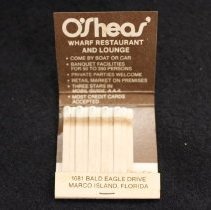 O'Sheas'
WHARF RESTAURANT
AND LOUNGE
• COME BY BOAT OR CAR
• BANQUET FACILITIES
FOR 50 TO 350 PERSONS
• PRIVATE PARTIES WELCOME
• RETAIL MARKET ON PREMISES
• THREE STARS IN
MOBIL GUIDE, A.A.A.
• MOST CREDIT CARDS
ACCEPTED
1081 BALD EAGLE DRIVE
MARCO ISLAND, FLORIDA